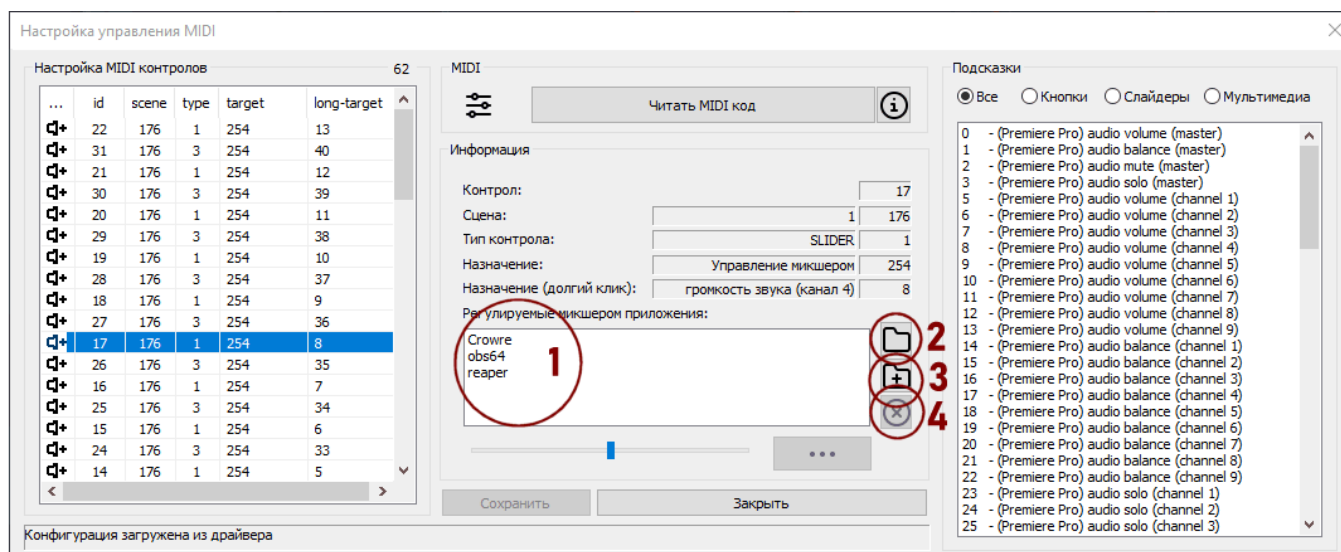 Настройка управления MIDI
Настройка MIDI контролов 62
... id scene type target long-target
22 176 1 254 13
31 176 3 254 40
21 176 1 254 12
30 176 3 254 39
20 176 1 254 11
29 176 3 254 38
19 176 1 254 10
28 176 3 254 37
18 176 1 254 9
27 176 3 254 36
17 176 1 254 8
26 176 3 254 35
16 176 1 254 7
25 176 3 254 34
15 176 1 254 6
24 176 3 254 33
14 176 1 254 5
Конфигурация загружена из драйвера
MIDI
Читать MIDI код
Информация
Контрол: 17
Сцена: 1 176
Тип контрола: SLIDER 1
Назначение: Управление микшером 254
Назначение (долгий клик): громкость звука (канал 4) 8
Регулируемые микшером приложения:
Crowre
obs64
reaper
1
2
3
4
...
Сохранить Закрыть
Подсказки
Все Кнопки Слайдеры Мультимедиа
0 - (Premiere Pro) audio volume (master)
1 - (Premiere Pro) audio balance (master)
2 - (Premiere Pro) audio mute (master)
3 - (Premiere Pro) audio solo (master)
5 - (Premiere Pro) audio volume (channel 1)
6 - (Premiere Pro) audio volume (channel 2)
7 - (Premiere Pro) audio volume (channel 3)
8 - (Premiere Pro) audio volume (channel 4)
9 - (Premiere Pro) audio volume (channel 5)
10 - (Premiere Pro) audio volume (channel 6)
11 - (Premiere Pro) audio volume (channel 7)
12 - (Premiere Pro) audio volume (channel 8)
13 - (Premiere Pro) audio volume (channel 9)
14 - (Premiere Pro) audio balance (channel 1)
15 - (Premiere Pro) audio balance (channel 2)
16 - (Premiere Pro) audio balance (channel 3)
17 - (Premiere Pro) audio balance (channel 4)
18 - (Premiere Pro) audio balance (channel 5)
19 - (Premiere Pro) audio balance (channel 6)
20 - (Premiere Pro) audio balance (channel 7)
21 - (Premiere Pro) audio balance (channel 8)
22 - (Premiere Pro) audio balance (channel 9)
23 - (Premiere Pro) audio solo (channel 1)
24 - (Premiere Pro) audio solo (channel 2)
25 - (Premiere Pro) audio solo (channel 3)